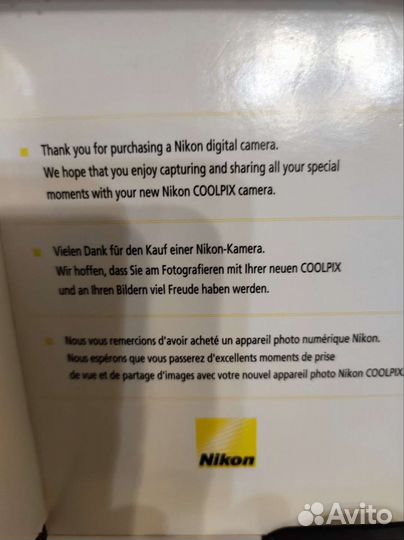 Thank you for purchasing a Nikon digital camera.
We hope that you enjoy capturing and sharing all your special
moments with your new Nikon COOLPIX camera.
Vielen Dank für den Kauf einer Nikon-Kamera.
Wir hoffen, dass Sie am Fotografieren mit Ihrer neuen COOLPIX
und an Ihren Bildern viel Freude haben werden.
Nous vous remercions d'avoir acheté un appareil photo numérique Nikon.
Nous espérons que vous passerez d'excellents moments de prise
de vue et de partage d'images avec votre nouvel appareil photo Nikon COOLPIX.
Nikon
Avito